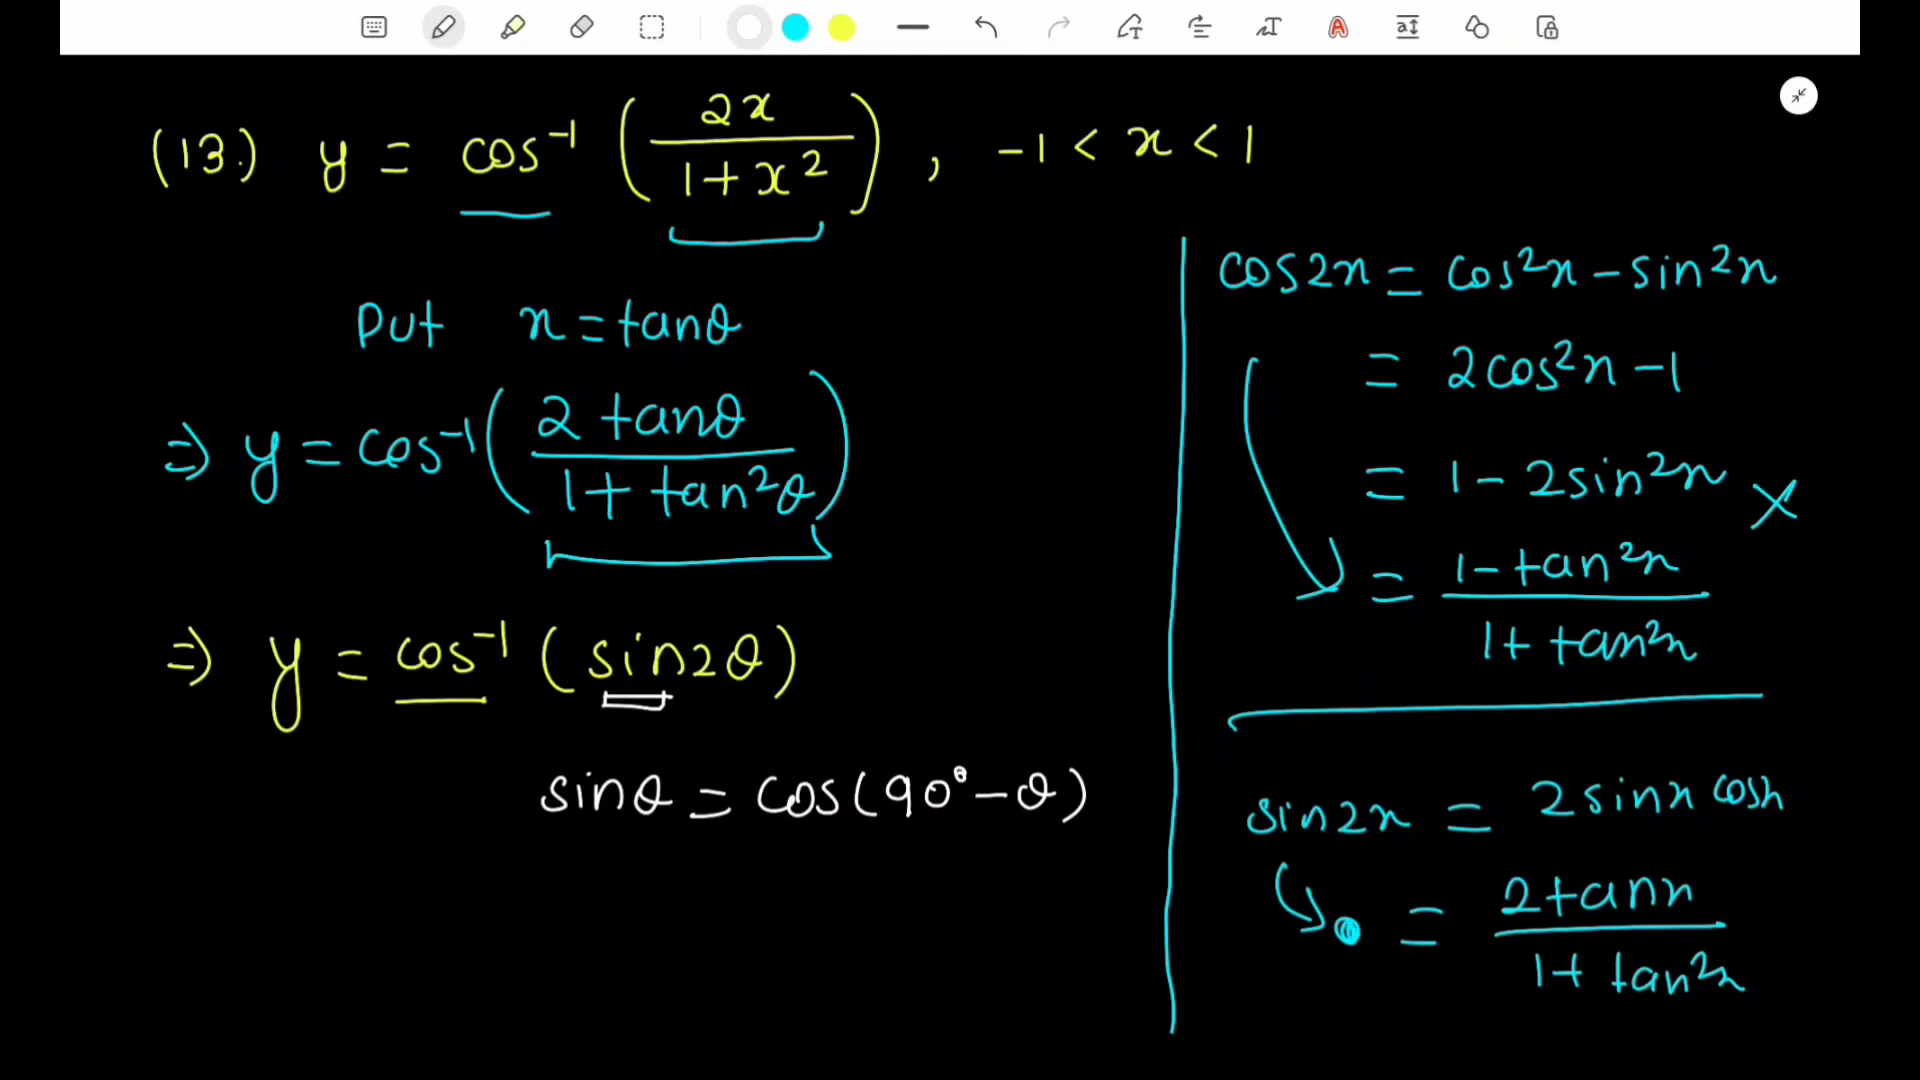 (13.) y = cos⁻¹ (2x / 1+x²) , -1 < x < 1
Put x = tanθ
⇒ y = cos⁻¹ (2 tanθ / 1+ tan²θ)
⇒ y = cos⁻¹ (sin2θ)
sinθ = cos(90° - θ)
cos2x = cos²x - sin²x
= 2cos²x - 1
= 1 - 2sin²x ×
= 1 - tan²x / 1+ tan²x
sin2x = 2sinx cosx
= 2tanx / 1+ tan²x